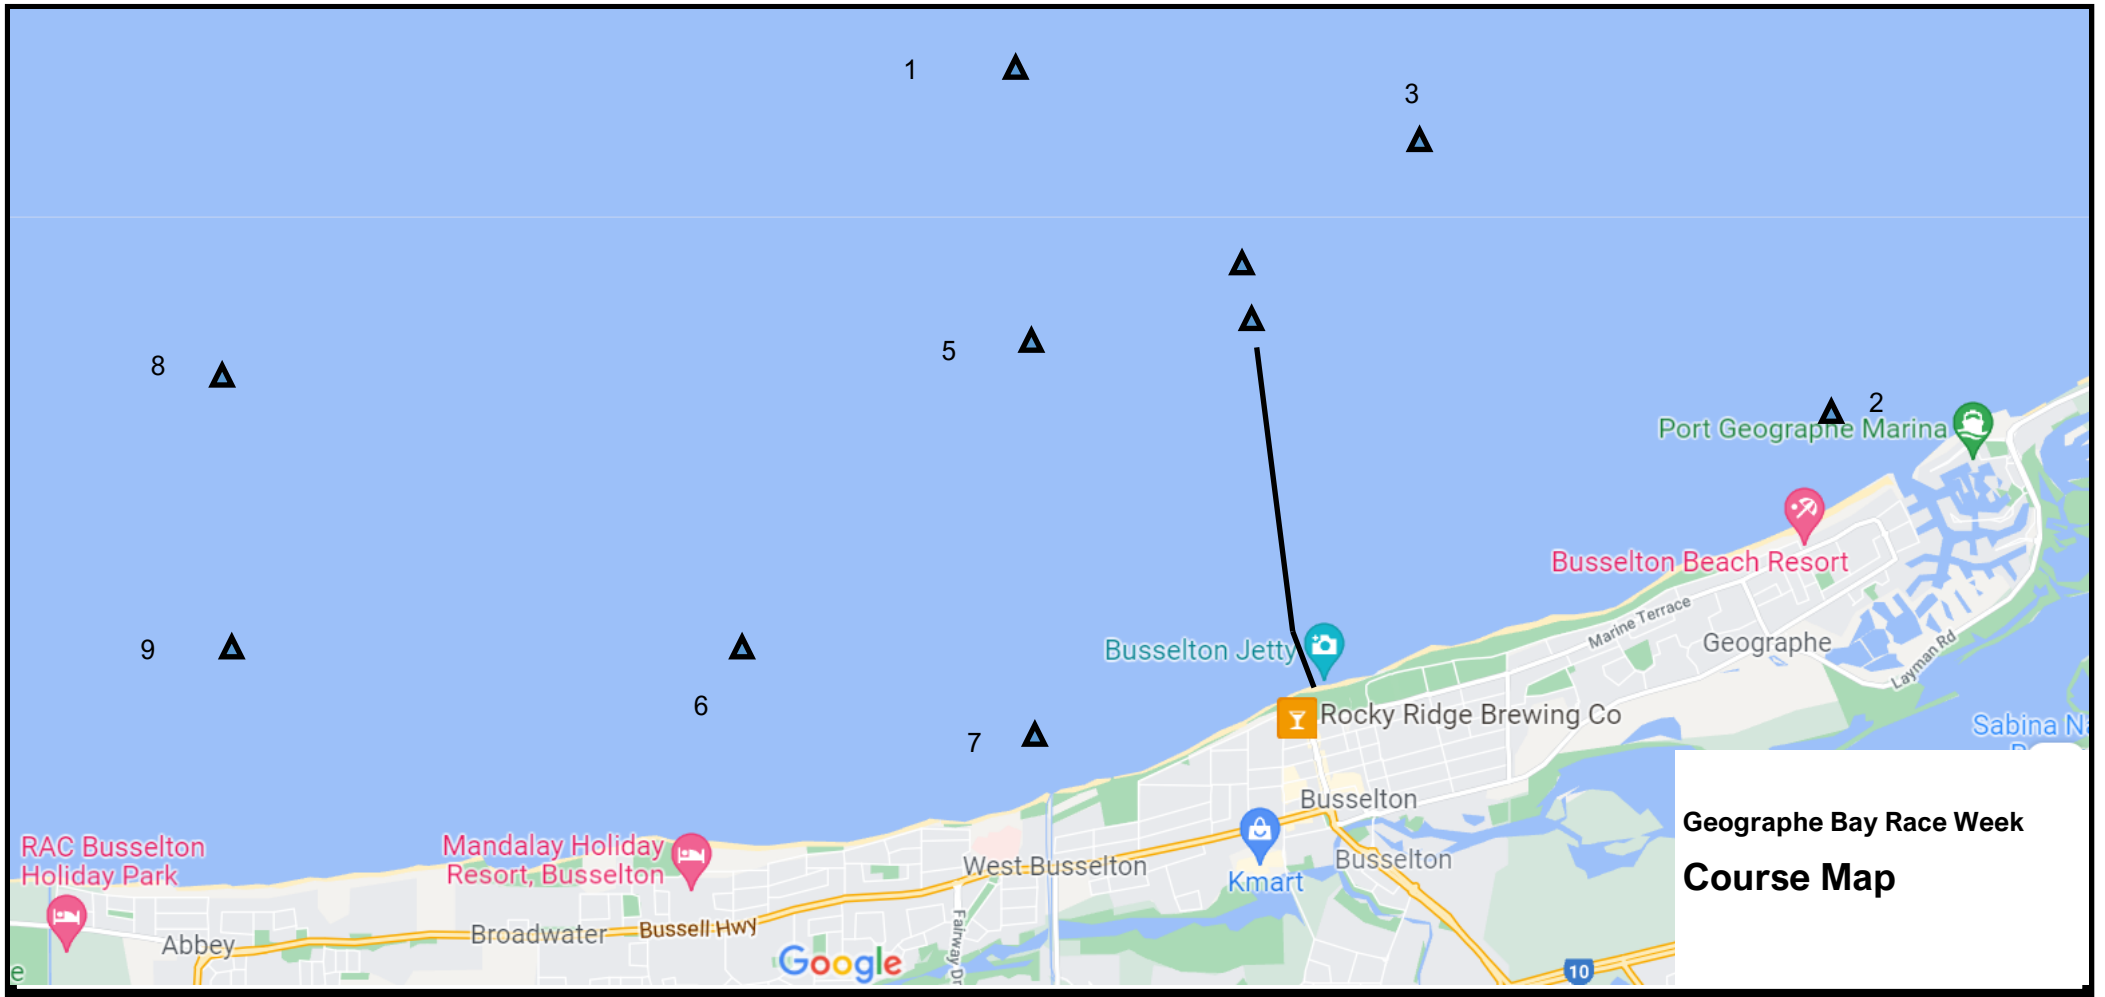 1
3
8
5
2
Port Geographe Marina
Busselton Beach Resort
Marine Terrace
Geographe
Layman Rd
9
6
7
Busselton Jetty
Rocky Ridge Brewing Co
Sabina N
Busselton
Geographe Bay Race Week
Course Map
RAC Busselton
Holiday Park
Mandalay Holiday
Resort, Busselton
West Busselton
Busselton
Kmart
Abbey
Broadwater
Bussell Hwy
Fairway Dr
Google
10
e